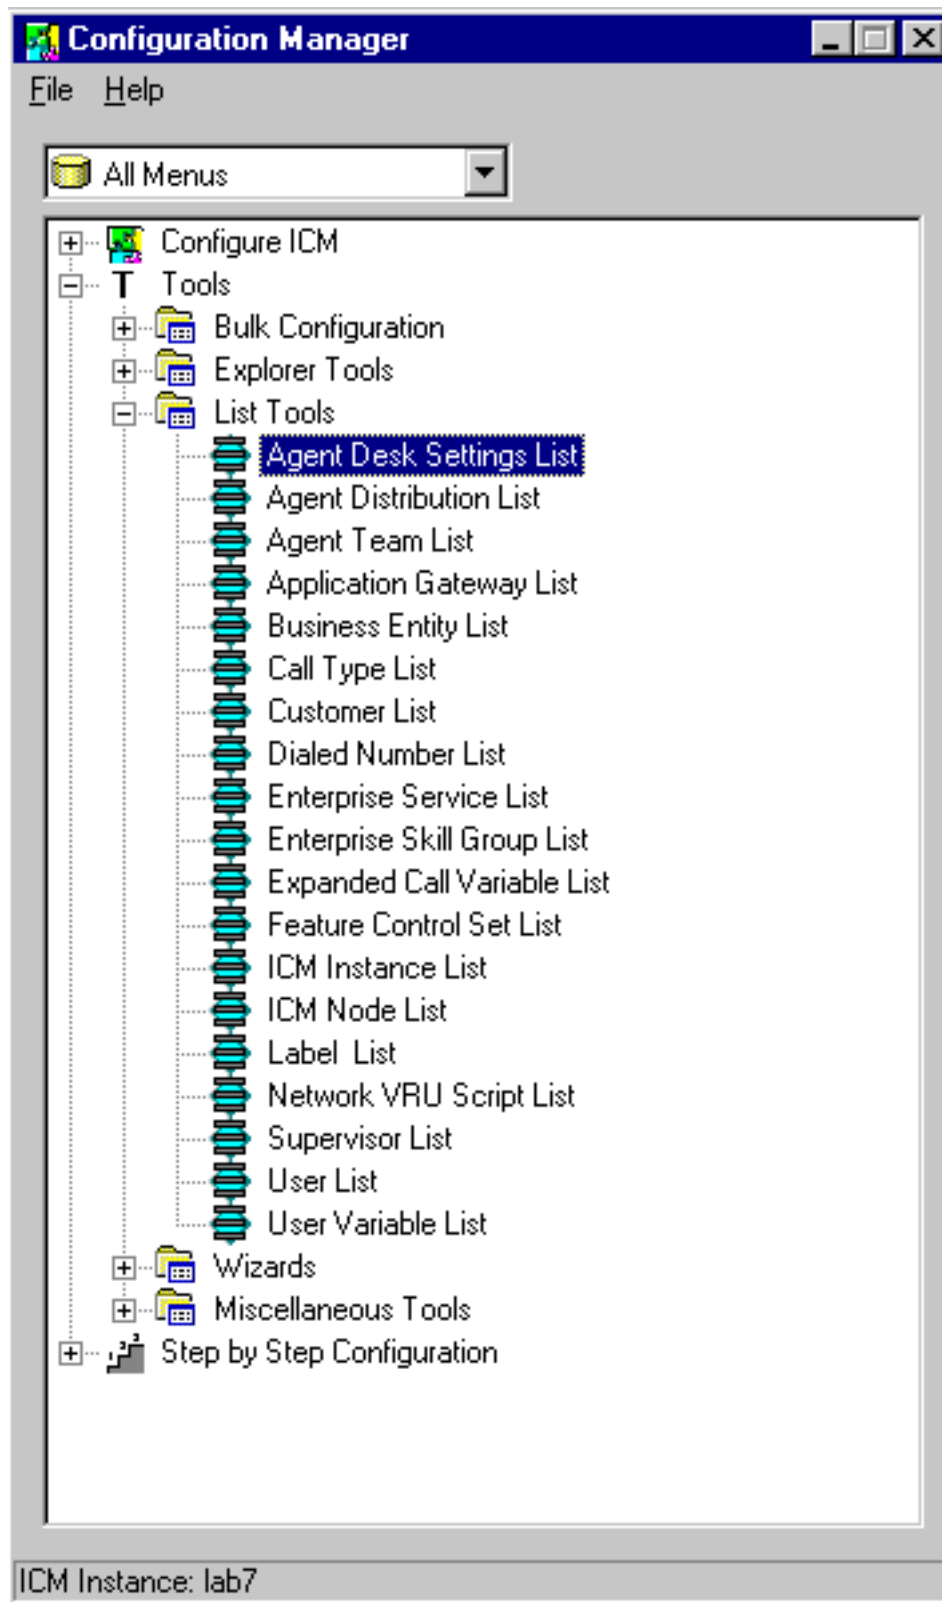 Configuration Manager
File Help
All Menus
Configure ICM
T Tools
Bulk Configuration
Explorer Tools
List Tools
Agent Desk Settings List
Agent Distribution List
Agent Team List
Application Gateway List
Business Entity List
Call Type List
Customer List
Dialed Number List
Enterprise Service List
Enterprise Skill Group List
Expanded Call Variable List
Feature Control Set List
ICM Instance List
ICM Node List
Label  List
Network VRU Script List
Supervisor List
User List
User Variable List
Wizards
Miscellaneous Tools
Step by Step Configuration
ICM Instance: lab7